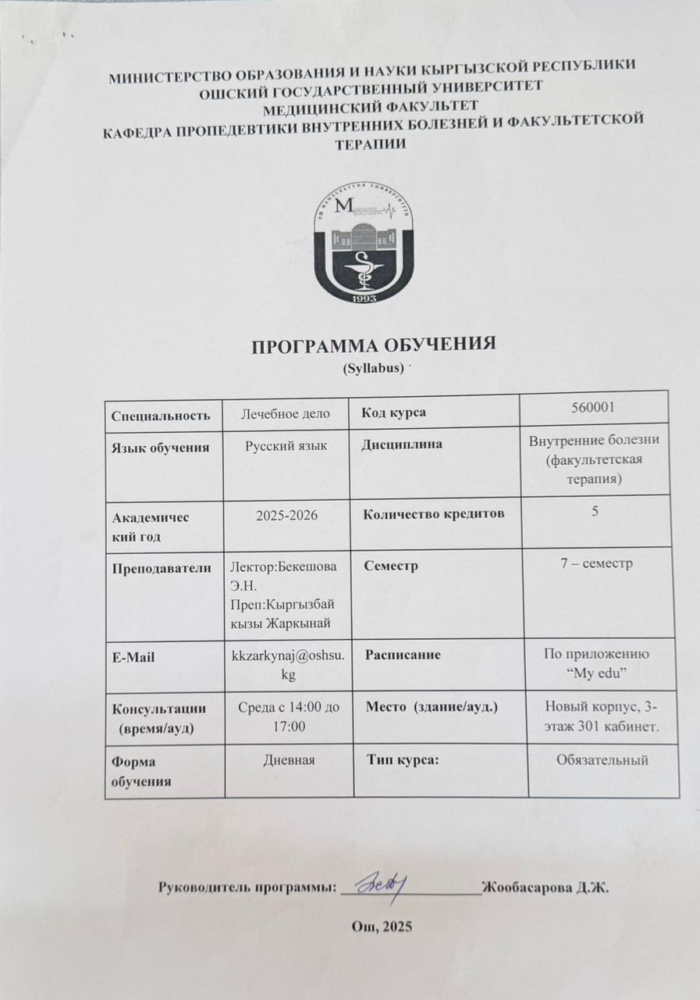 МИНИСТЕРСТВО ОБРАЗОВАНИЯ И НАУКИ КЫРГЫЗСКОЙ РЕСПУБЛИКИ
ОШСКИЙ ГОСУДАРСТВЕННЫЙ УНИВЕРСИТЕТ
МЕДИЦИНСКИЙ ФАКУЛЬТЕТ
КАФЕДРА ПРОПЕДЕВТИКИ ВНУТРЕННИХ БОЛЕЗНЕЙ И ФАКУЛЬТЕТСКОЙ
ТЕРАПИИ
ОШ МАМЛЕКЕТТИК УНИВЕРСИТЕТИ
М
1993
ПРОГРАММА ОБУЧЕНИЯ
(Syllabus)
Специальность
Лечебное дело
Код курса
560001
Язык обучения
Русский язык
Дисциплина
Внутренние болезни
(факультетская
терапия)
Академичес
кий год
2025-2026
Количество кредитов
5
Преподаватели
Лектор:Бекешова
Э.Н.
Преп:Кыргызбай
кызы Жаркынай
Семестр
7 – семестр
E-Mail
kkzarkynaj@oshsu.
kg
Расписание
По приложению
“My edu”
Консультации
(время/ауд)
Среда с 14:00 до
17:00
Место (здание/ауд.)
Новый корпус, 3-
этаж 301 кабинет.
Форма
обучения
Дневная
Тип курса:
Обязательный
Руководитель программы: Жообасарова Д.Ж.
Ош, 2025